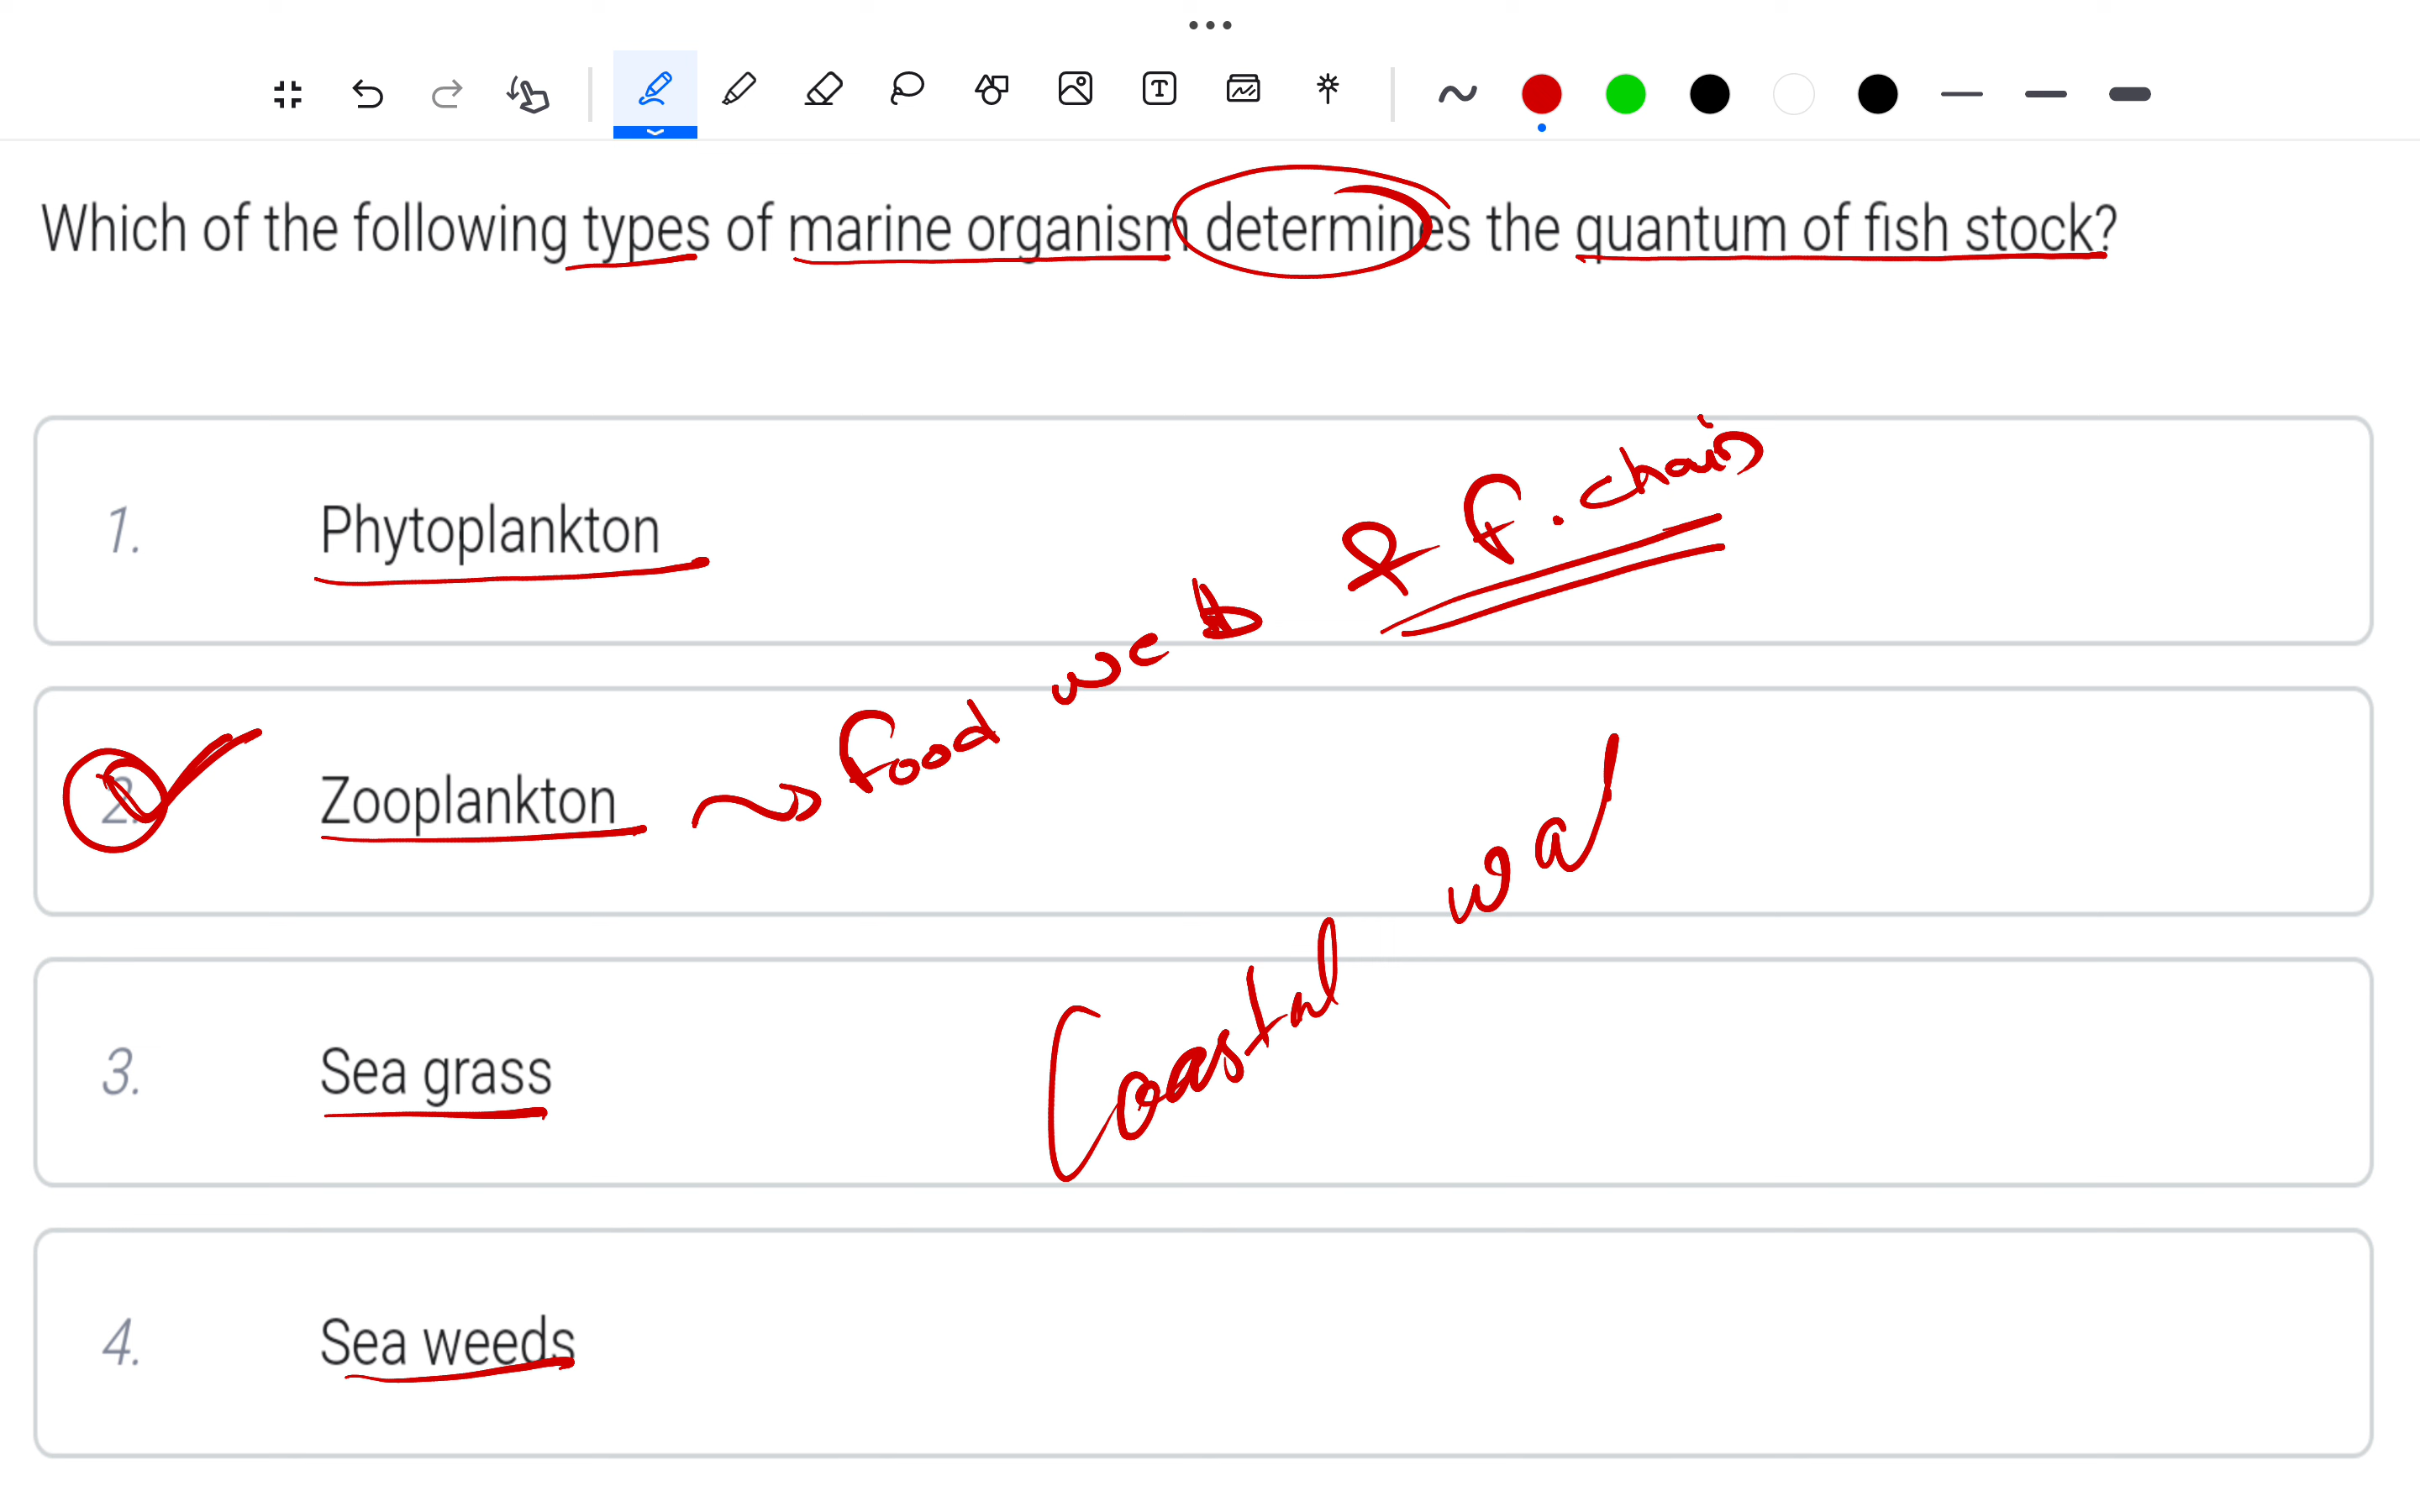 Which of the following types of marine organism determines the quantum of fish stock?
1. Phytoplankton
& f. chain
2. Zooplankton
food web
3. Sea grass
Coastal
4. Sea weeds